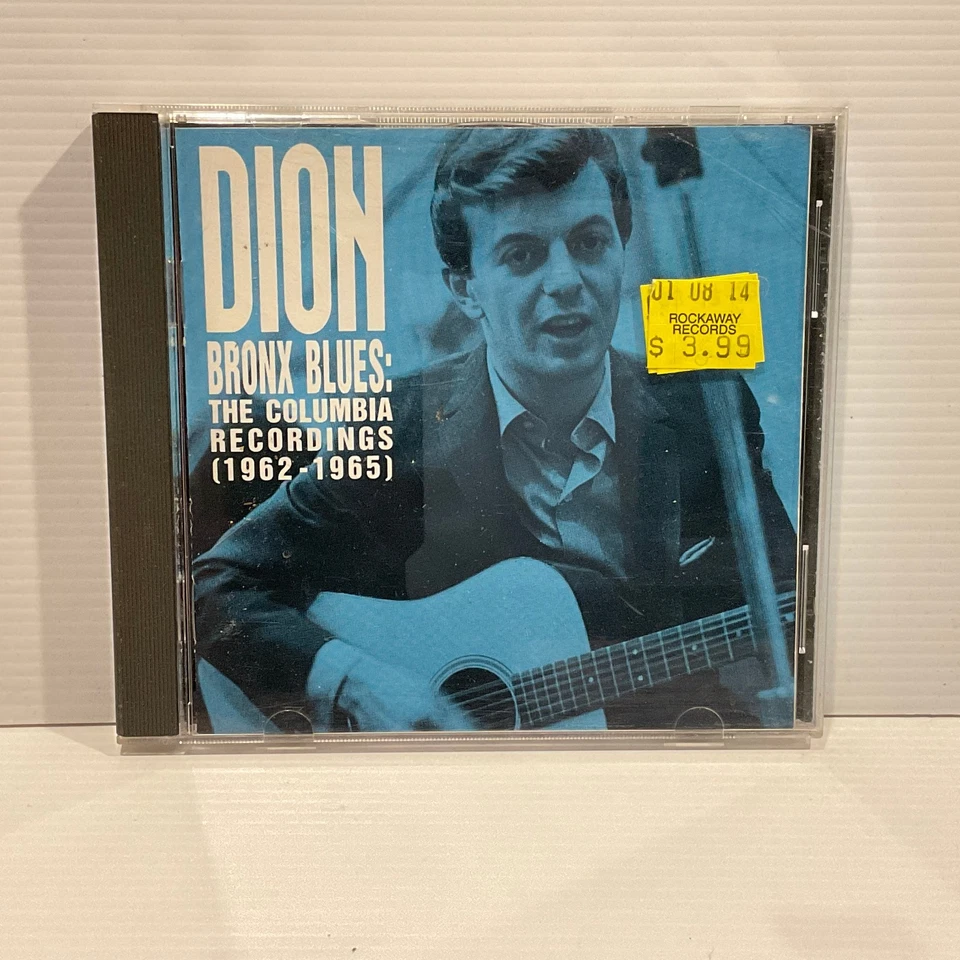 DION
BRONX BLUES:
THE COLUMBIA
RECORDINGS
(1962-1965)
01 08 14
ROCKAWAY
RECORDS
$ 3.99